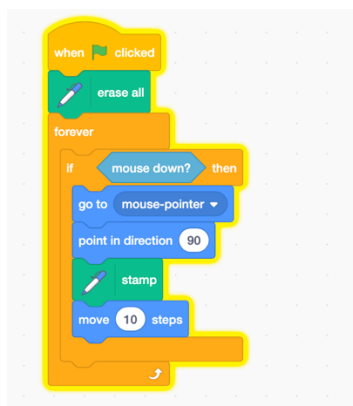 when clicked
erase all
forever
if mouse down? then
go to mouse-pointer
point in direction 90
stamp
move 10 steps